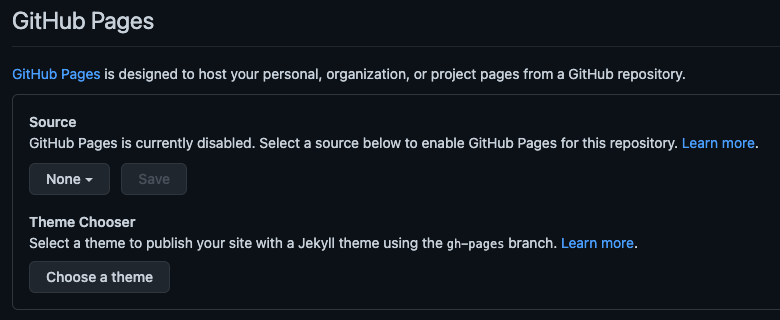 GitHub Pages
GitHub Pages is designed to host your personal, organization, or project pages from a GitHub repository.
Source
GitHub Pages is currently disabled. Select a source below to enable GitHub Pages for this repository. Learn more.
None Save
Theme Chooser
Select a theme to publish your site with a Jekyll theme using the gh-pages branch. Learn more.
Choose a theme